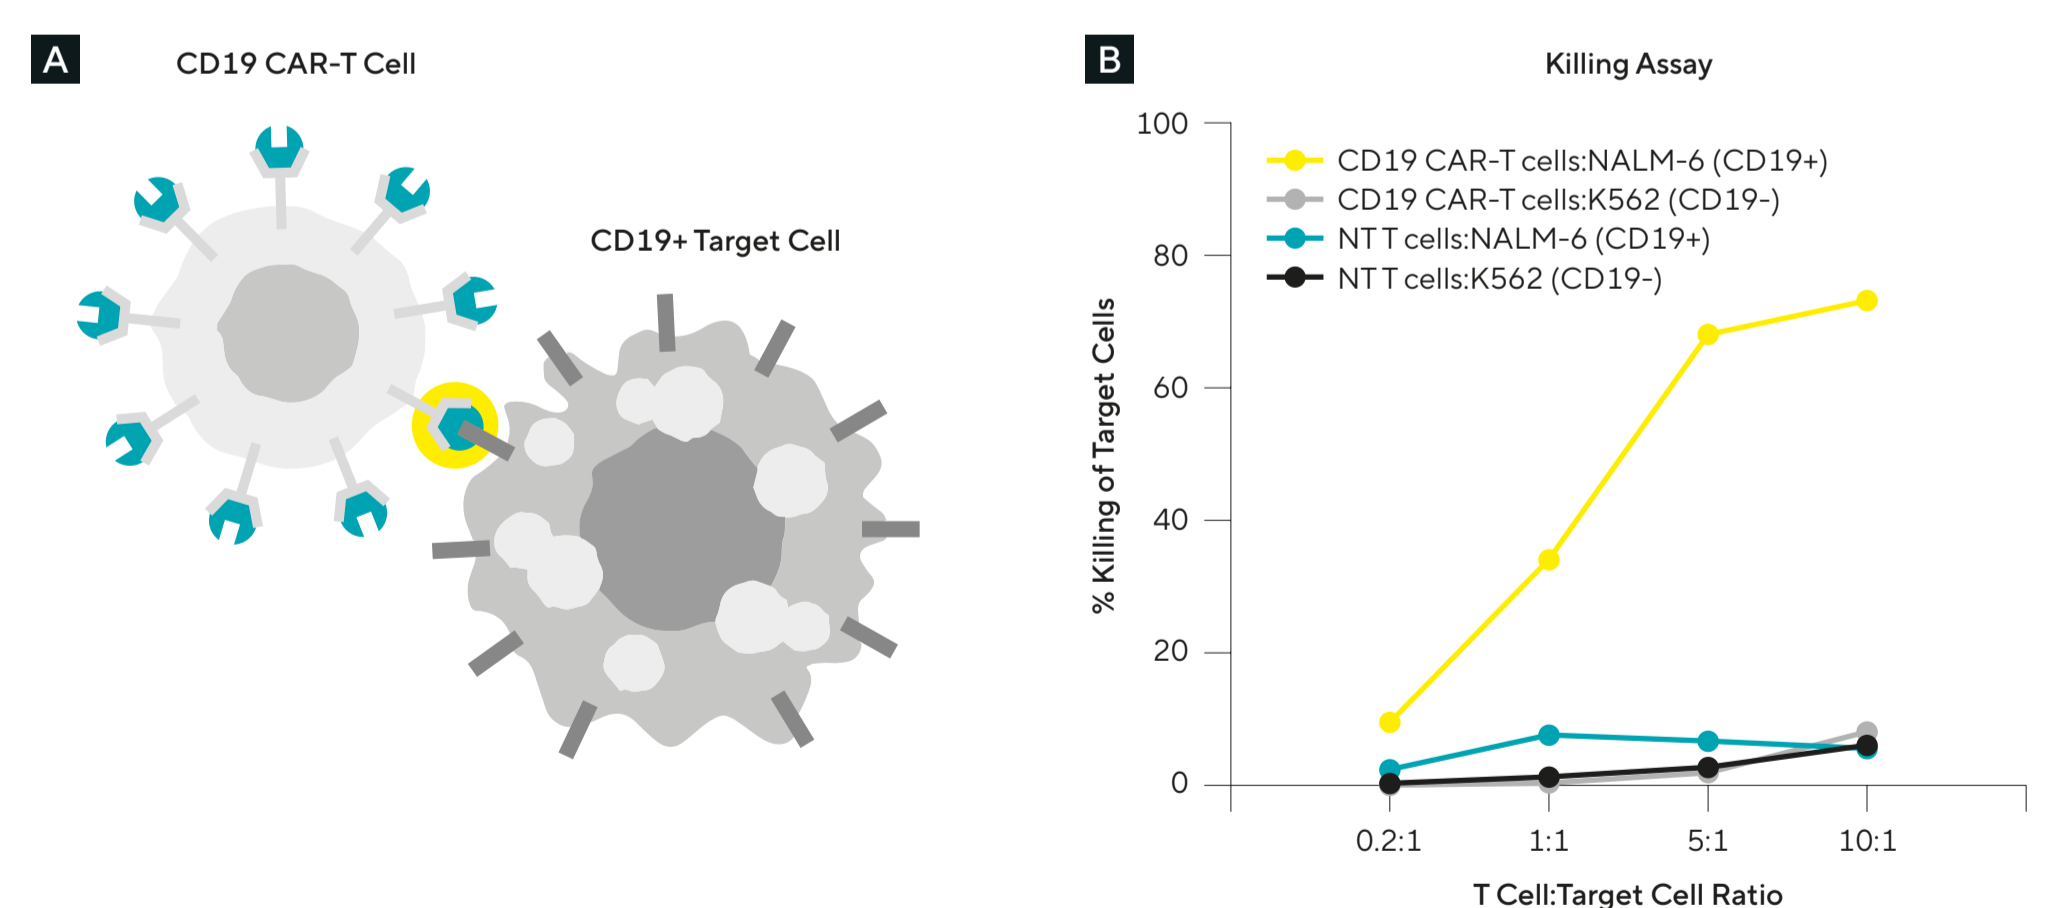 A
CD19 CAR-T Cell
CD19+ Target Cell
B
Killing Assay
100
80
60
40
20
0
% Killing of Target Cells
CD19 CAR-T cells:NALM-6 (CD19+)
CD19 CAR-T cells:K562 (CD19-)
NT T cells:NALM-6 (CD19+)
NT T cells:K562 (CD19-)
0.2:1 1:1 5:1 10:1
T Cell:Target Cell Ratio